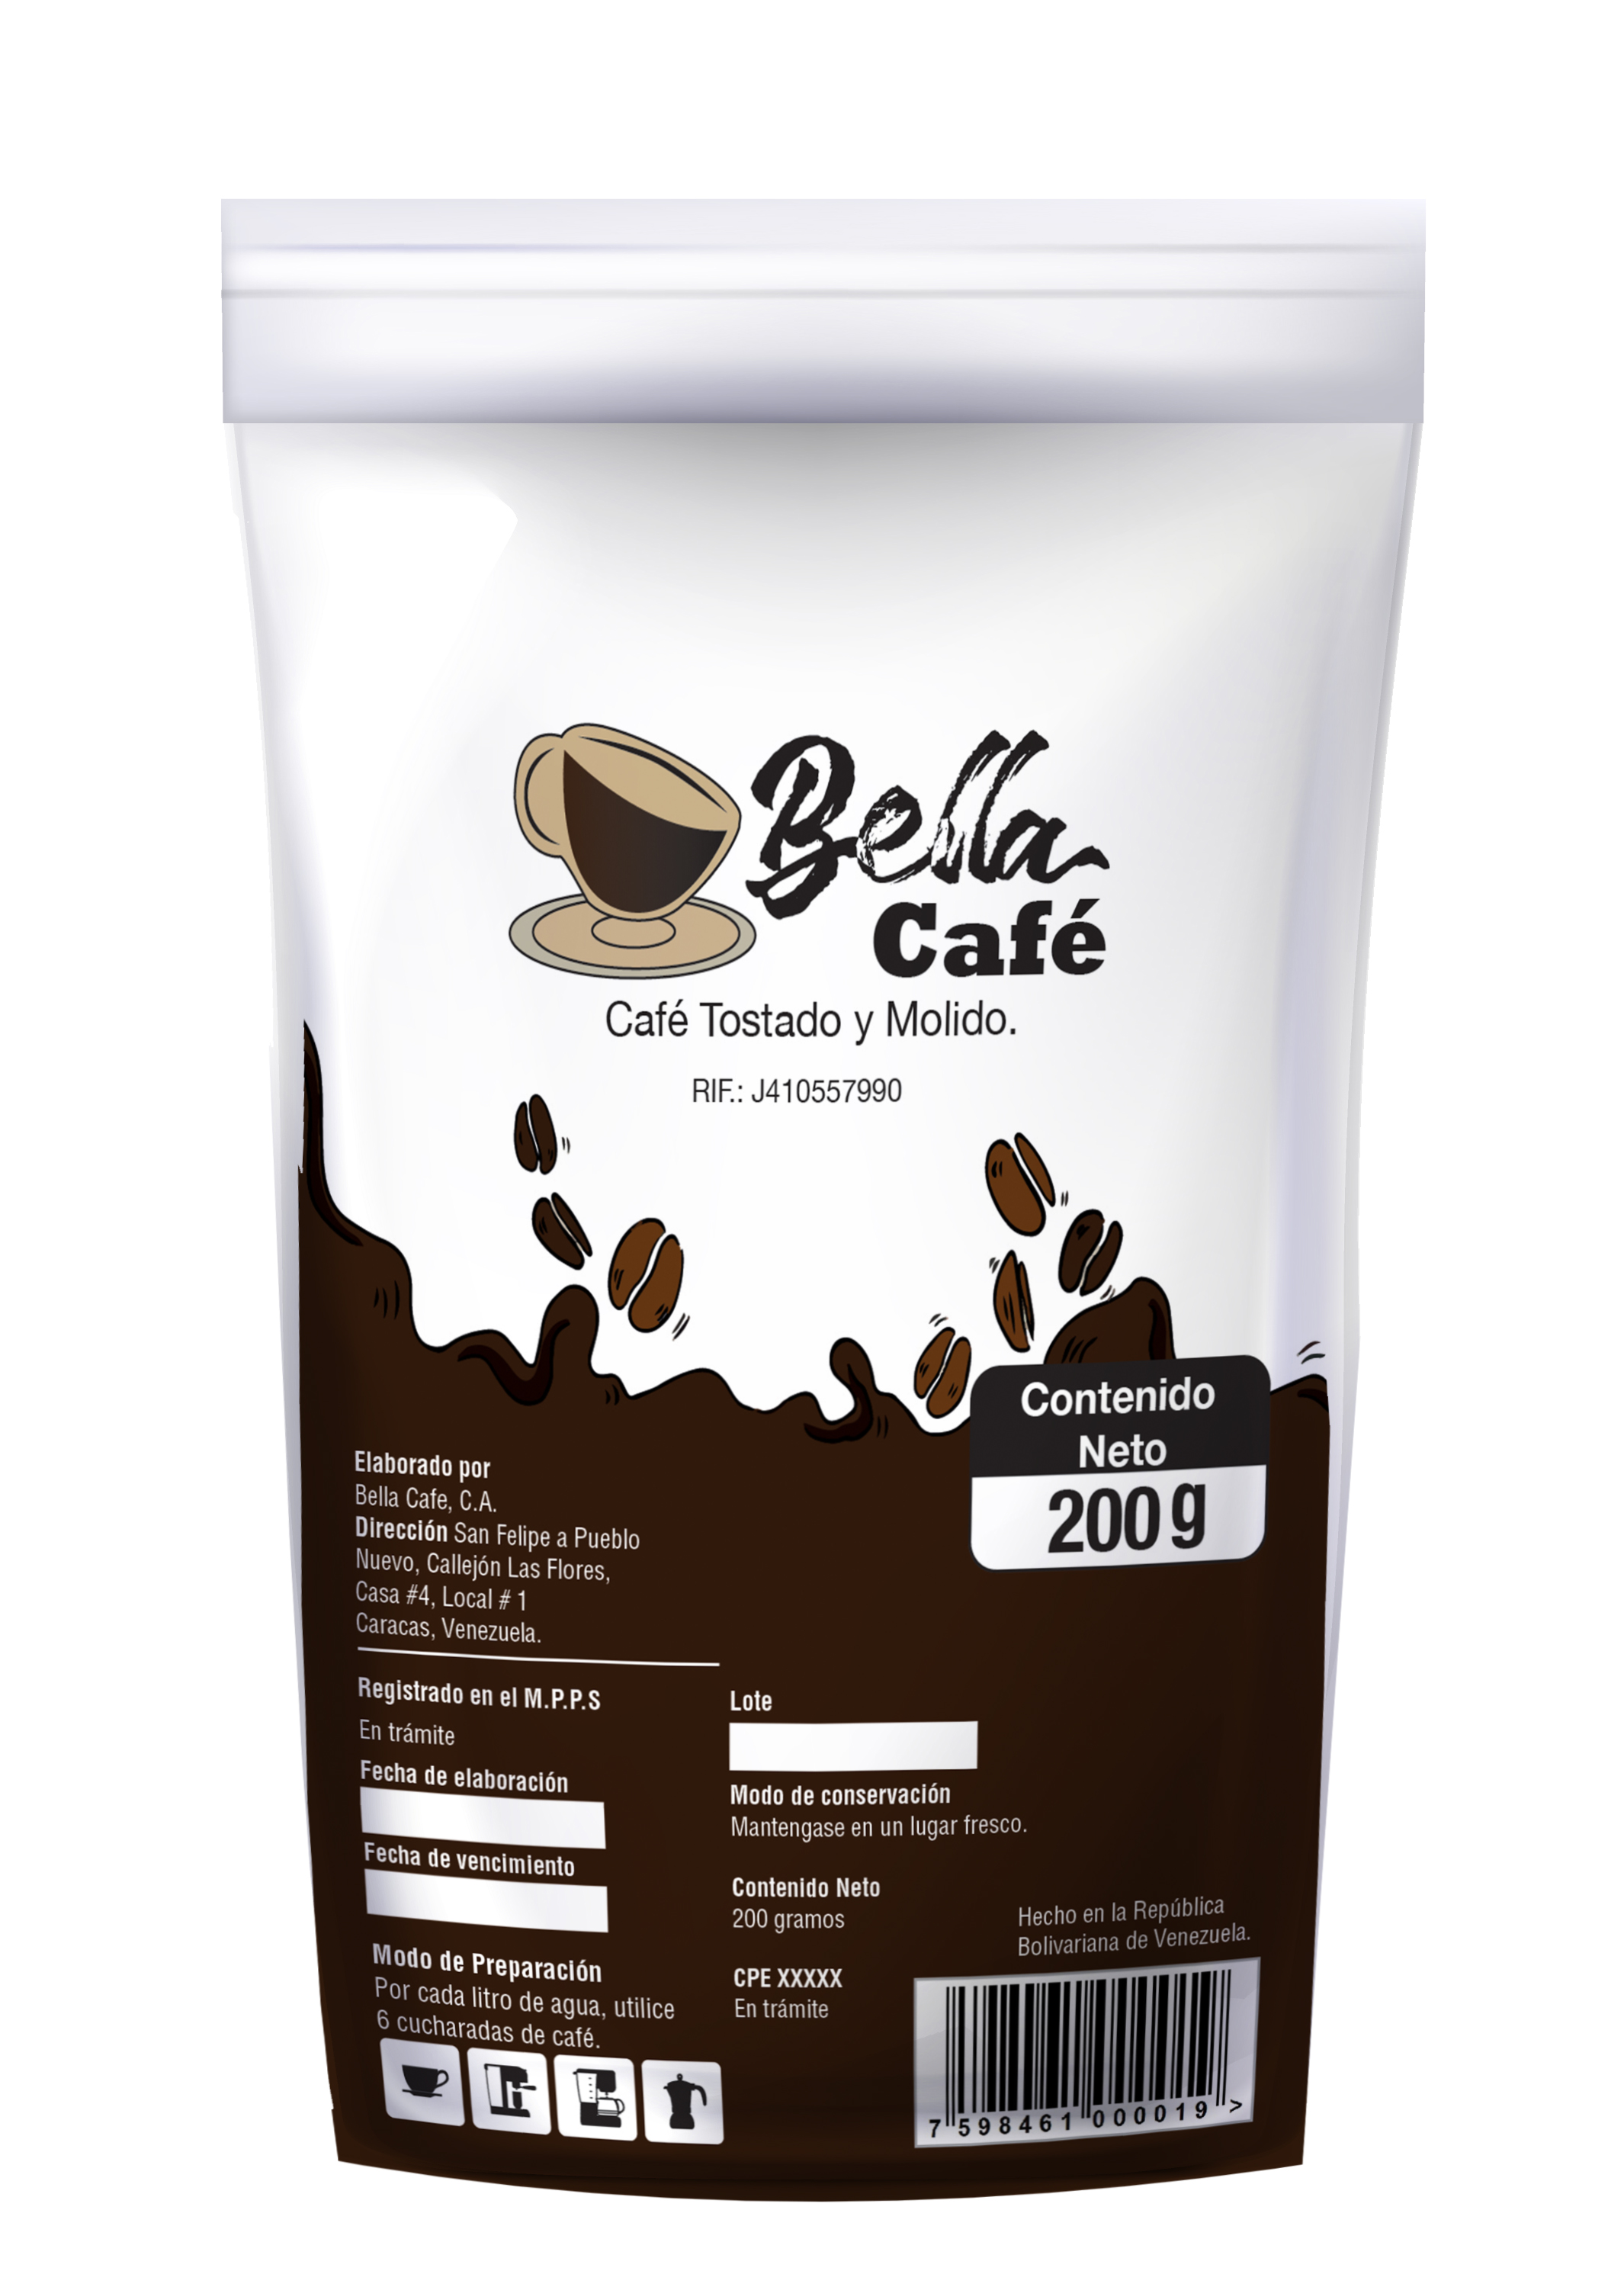 Bella
Café
Café Tostado y Molido.
RIF.: J410557990
Contenido
Neto
200 g
Elaborado por
Bella Cafe, C.A.
Dirección San Felipe a Pueblo
Nuevo, Callejón Las Flores,
Casa #4, Local # 1
Caracas, Venezuela.
Registrado en el M.P.P.S
En trámite
Fecha de elaboración
Fecha de vencimiento
Modo de Preparación
Por cada litro de agua, utilice
6 cucharadas de café.
Lote
Modo de conservación
Mantengase en un lugar fresco.
Contenido Neto
200 gramos
CPE XXXXX
En trámite
Hecho en la República
Bolivariana de Venezuela.
7 598461 000019 >